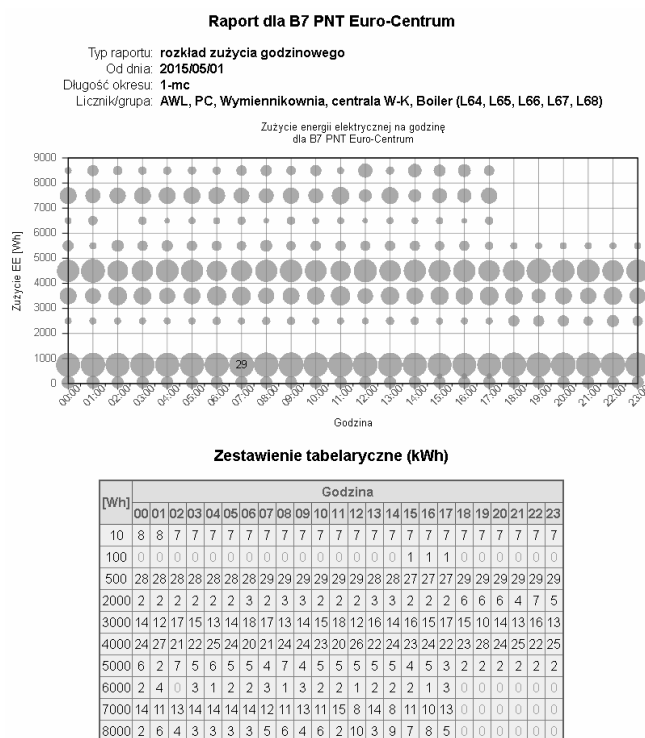 Raport dla B7 PNT Euro-Centrum
Typ raportu: rozkład zużycia godzinowego
Od dnia: 2015/05/01
Długość okresu: 1-mc
Licznik/grupa: AWL, PC, Wymiennikownia, centrala W-K, Boiler (L64, L65, L66, L67, L68)
Zużycie energii elektrycznej na godzinę
dla B7 PNT Euro-Centrum
Zużycie EE [Wh]
9000
8000
7000
6000
5000
4000
3000
2000
1000
0
29
00:00 01:00 02:00 03:00 04:00 05:00 06:00 07:00 08:00 09:00 10:00 11:00 12:00 13:00 14:00 15:00 16:00 17:00 18:00 19:00 20:00 21:00 22:00 23:00
Godzina
Zestawienie tabelaryczne (kWh)
[Wh] Godzina
00 01 02 03 04 05 06 07 08 09 10 11 12 13 14 15 16 17 18 19 20 21 22 23
10 8 8 7 7 7 7 7 7 7 7 7 7 7 7 7 7 7 7 7 7 7 7 7 7
100 0 0 0 0 0 0 0 0 0 0 0 0 0 0 0 1 1 1 0 0 0 0 0 0
500 28 28 28 28 28 28 28 29 29 29 29 29 29 28 28 27 27 27 29 29 29 29 29 29
2000 2 2 2 2 2 2 3 2 3 3 2 2 2 3 3 2 2 2 6 6 6 4 7 5
3000 14 12 17 15 13 14 18 17 13 14 15 18 12 16 14 16 15 17 15 10 14 13 16 13
4000 24 27 21 22 25 24 20 21 24 24 23 20 26 22 24 23 24 22 23 28 24 25 22 25
5000 6 2 7 5 6 5 5 4 7 4 5 5 5 5 5 4 5 3 2 2 2 2 2 2
6000 2 4 0 3 1 2 2 3 1 3 2 2 1 2 2 2 1 3 0 0 0 0 0 0
7000 14 11 13 14 14 14 14 12 11 13 11 15 8 14 8 11 10 13 0 0 0 0 0 0
8000 2 6 4 3 3 3 3 5 6 4 6 2 10 3 9 7 8 5 0 0 0 0 0 0